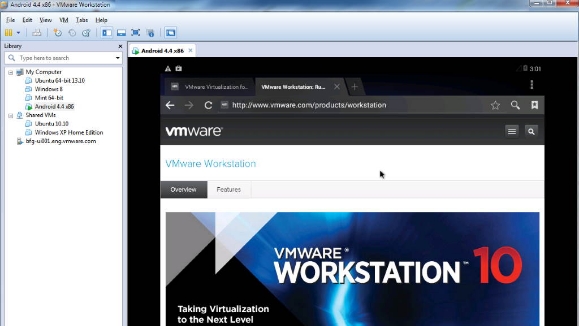 Android 4.4 x86 - VMware Workstation
File Edit View VM Tabs Help
Library
Type here to search
My Computer
Ubuntu 64-bit 13.10
Windows 8
Mint 64-bit
Android 4.4 x86
Shared VMs
Ubuntu 10.10
Windows XP Home Edition
bfg-ui001.eng.vmware.com
Android 4.4 x86
3:01
VMware Virtualization fo...
VMware Workstation: Ru...
http://www.vmware.com/products/workstation
vmware
VMware Workstation
Overview Features
VMWARE®
WORKSTATION™ 10
Taking Virtualization
to the Next Level